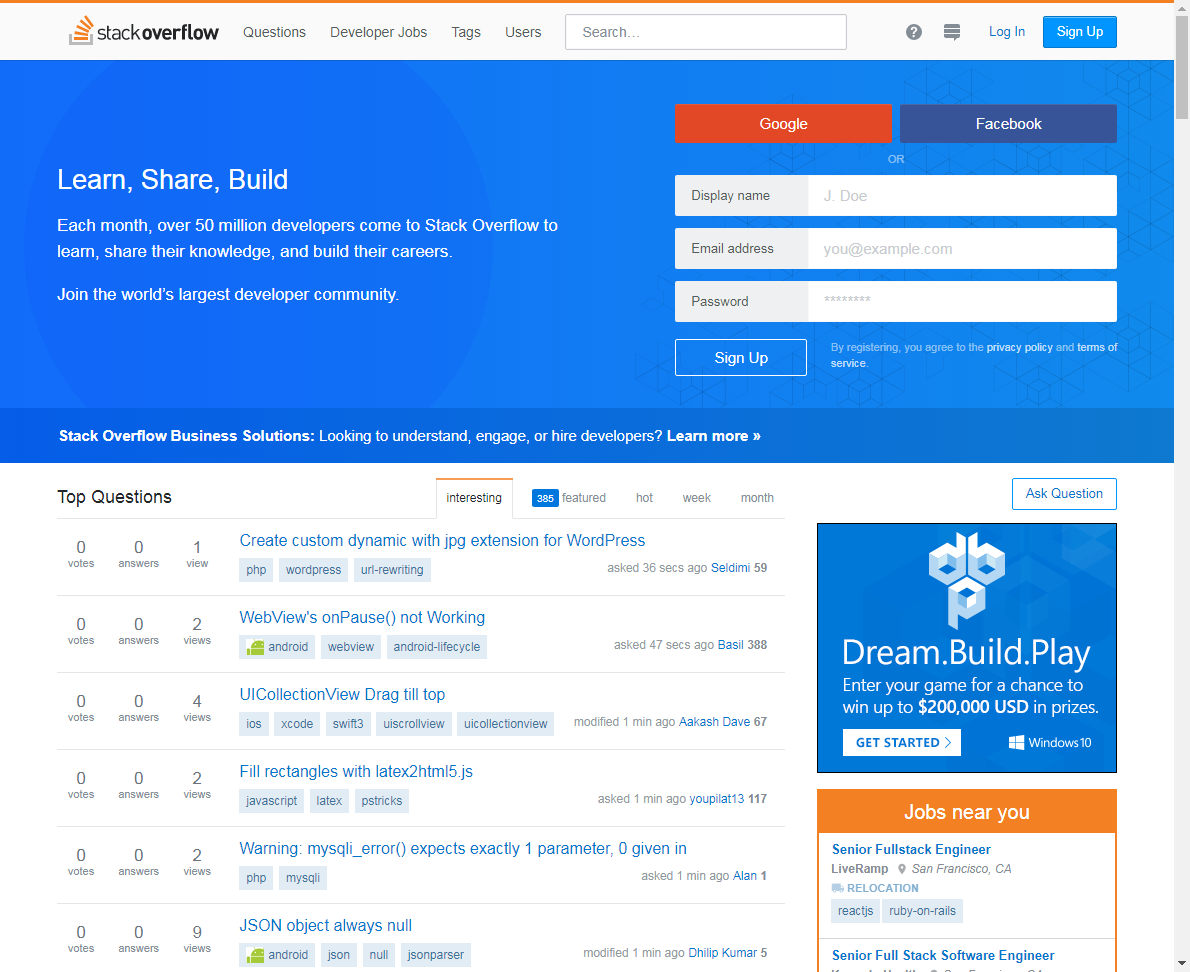 stackoverflow Questions Developer Jobs Tags Users Search... Log In Sign Up
Google Facebook
OR
Learn, Share, Build
Each month, over 50 million developers come to Stack Overflow to
learn, share their knowledge, and build their careers.
Join the world's largest developer community.
Display name J. Doe
Email address you@example.com
Password ********
Sign Up
By registering, you agree to the privacy policy and terms of
service.
Stack Overflow Business Solutions: Looking to understand, engage, or hire developers? Learn more »
Top Questions interesting 385 featured hot week month
Ask Question
0 votes 0 answers 1 view
Create custom dynamic with jpg extension for WordPress
php wordpress url-rewriting
asked 36 secs ago Seldimi 59
0 votes 0 answers 2 views
WebView's onPause() not Working
android webview android-lifecycle
asked 47 secs ago Basil 388
0 votes 0 answers 4 views
UICollectionView Drag till top
ios xcode swift3 uiscrollview uicollectionview
modified 1 min ago Aakash Dave 67
0 votes 0 answers 2 views
Fill rectangles with latex2html5.js
javascript latex pstricks
asked 1 min ago youpilat13 117
0 votes 0 answers 2 views
Warning: mysqli_error() expects exactly 1 parameter, 0 given in
php mysqli
asked 1 min ago Alan 1
0 votes 0 answers 9 views
JSON object always null
android json null jsonparser
modified 1 min ago Dhilip Kumar 5
dbp
Dream.Build.Play
Enter your game for a chance to
win up to $200,000 USD in prizes.
GET STARTED Windows10
Jobs near you
Senior Fullstack Engineer
LiveRamp San Francisco, CA
RELOCATION
reactjs ruby-on-rails
Senior Full Stack Software Engineer